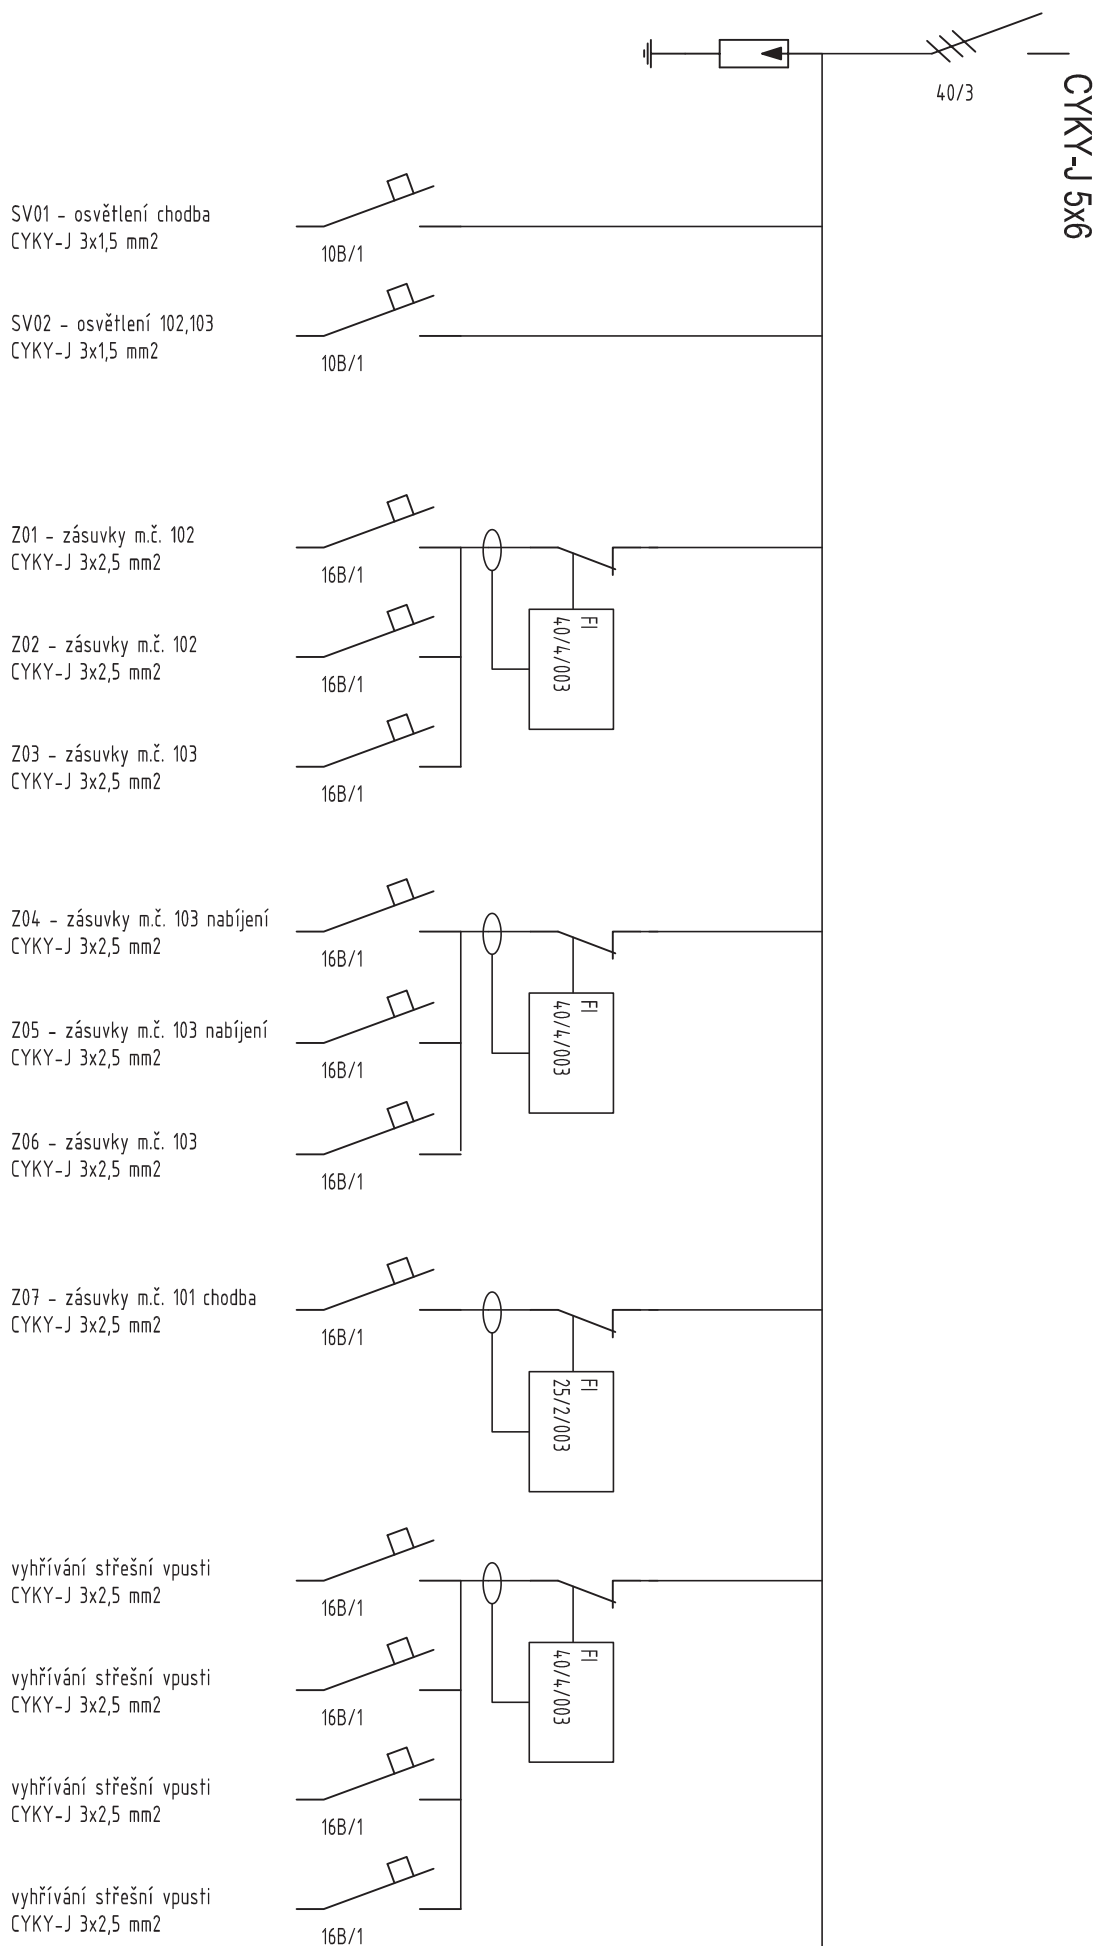 40/3
CYKY-J 5x6
SV01 - osvětlení chodba
CYKY-J 3x1,5 mm2
10B/1
SV02 - osvětlení 102,103
CYKY-J 3x1,5 mm2
10B/1
Z01 - zásuvky m.č. 102
CYKY-J 3x2,5 mm2
16B/1
FI
40/4/003
Z02 - zásuvky m.č. 102
CYKY-J 3x2,5 mm2
16B/1
Z03 - zásuvky m.č. 103
CYKY-J 3x2,5 mm2
16B/1
Z04 - zásuvky m.č. 103 nabíjení
CYKY-J 3x2,5 mm2
16B/1
FI
40/4/003
Z05 - zásuvky m.č. 103 nabíjení
CYKY-J 3x2,5 mm2
16B/1
Z06 - zásuvky m.č. 103
CYKY-J 3x2,5 mm2
16B/1
Z07 - zásuvky m.č. 101 chodba
CYKY-J 3x2,5 mm2
16B/1
FI
25/2/003
vyhřívání střešní vpusti
CYKY-J 3x2,5 mm2
16B/1
FI
40/4/003
vyhřívání střešní vpusti
CYKY-J 3x2,5 mm2
16B/1
vyhřívání střešní vpusti
CYKY-J 3x2,5 mm2
16B/1
vyhřívání střešní vpusti
CYKY-J 3x2,5 mm2
16B/1